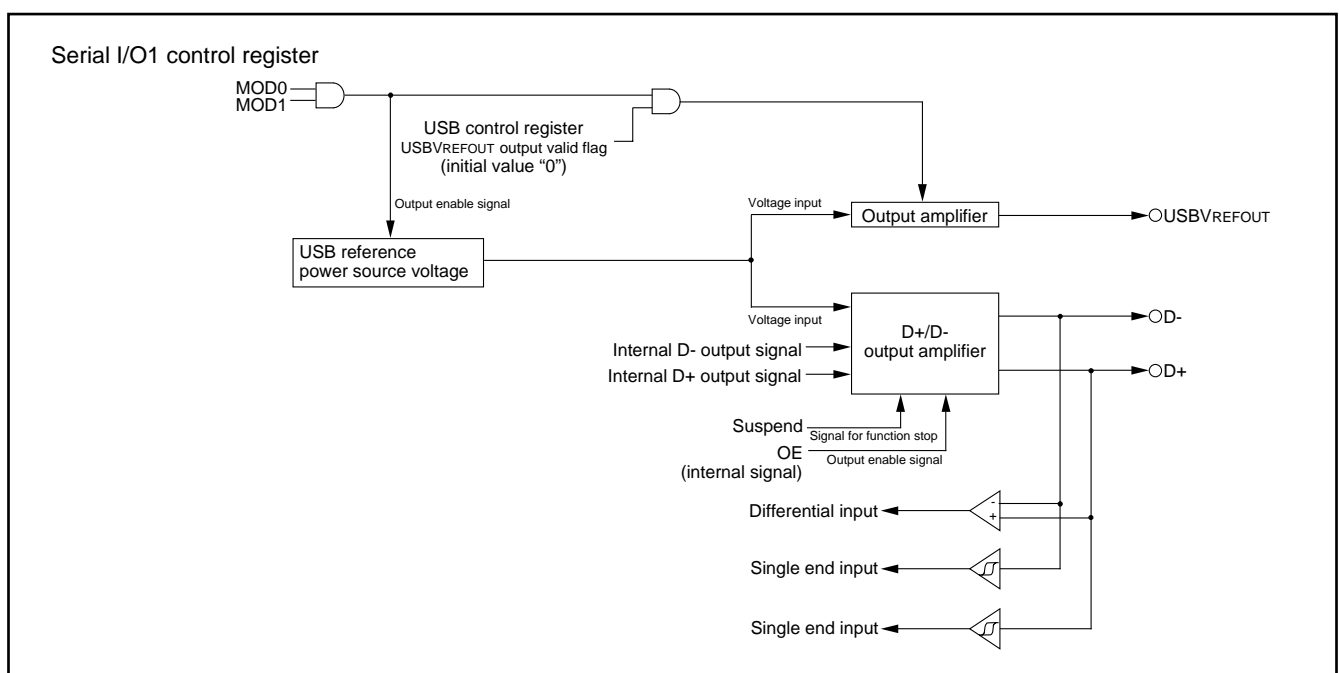 Serial I/O1 control register
MOD0
MOD1
USB control register
USBVREFOUT output valid flag
(initial value “0”)
Output enable signal
Voltage input
Output amplifier
USBVREFOUT
USB reference
power source voltage
Voltage input
D+/D-
output amplifier
D-
Internal D- output signal
Internal D+ output signal
D+
Suspend
Signal for function stop
OE
(internal signal)
Output enable signal
Differential input
-
+
Single end input
Single end input